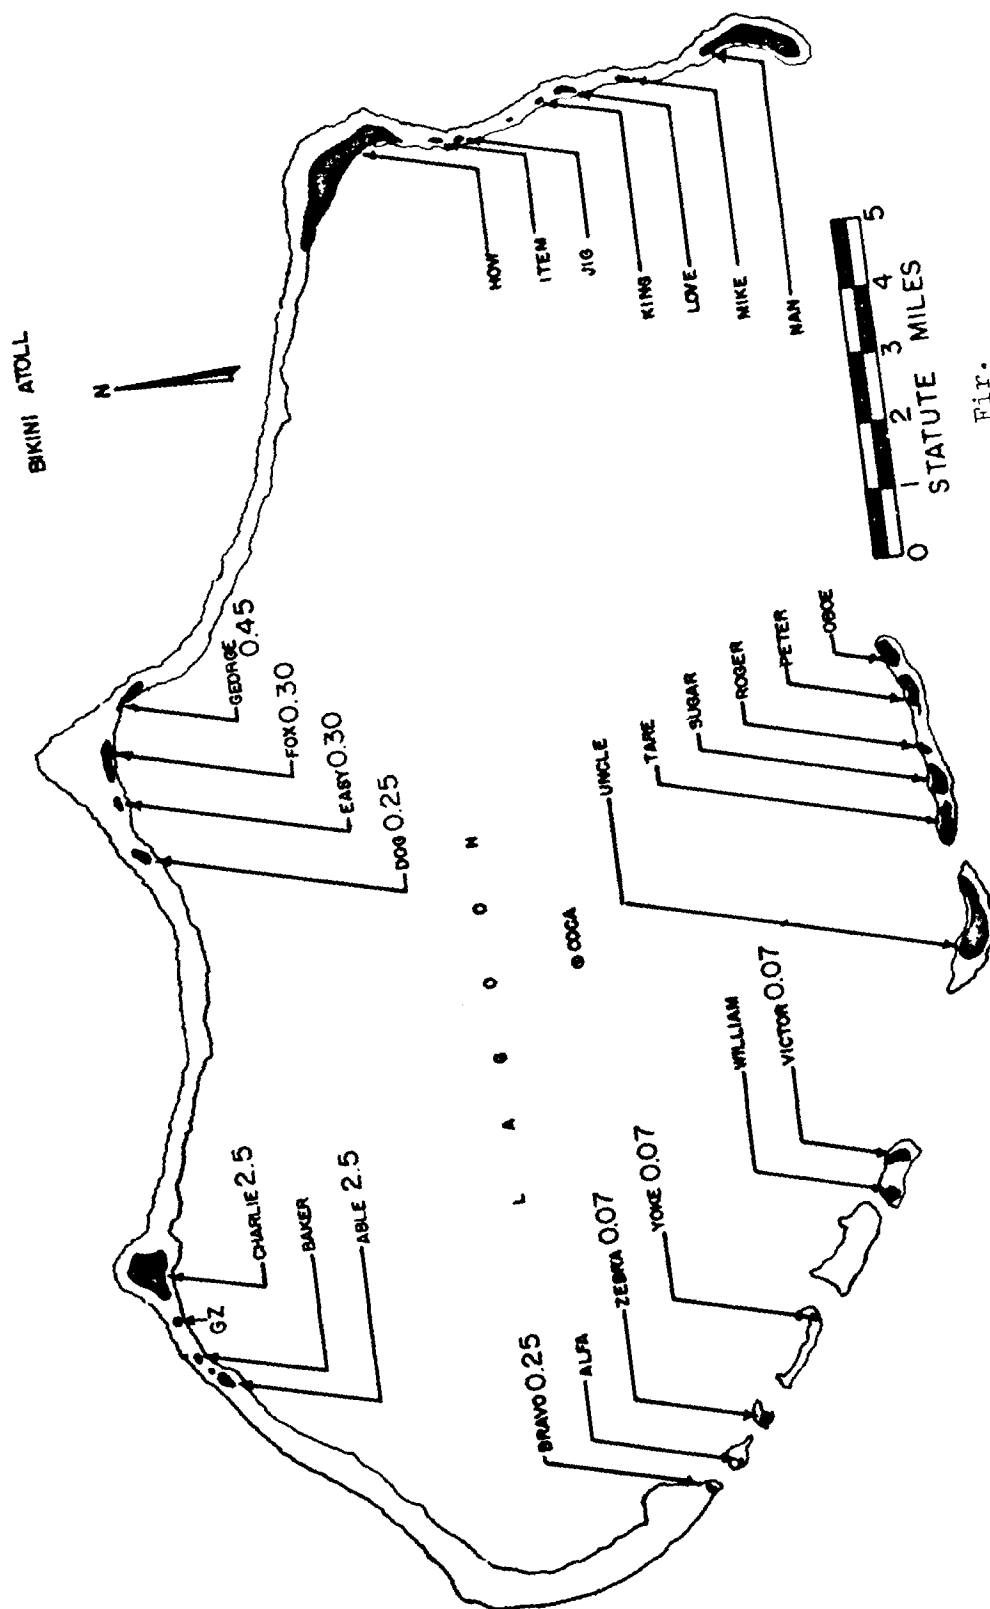 BIKINI ATOLL
N
HOW
ITEM
JIG
KING
LOVE
MIKE
NAN
GEORGE 0.45
FOX 0.30
EASY 0.30
DOG 0.25
CHARLIE 2.5
GZ
BAKER
ABLE 2.5
LAGOON
COCA
BRAVO 0.25
ALFA
ZEBRA 0.07
YOKE 0.07
WILLIAM
VICTOR 0.07
UNCLE
TARE
SUGAR
ROGER
PETER
OBOE
0 1 2 3 4 5
STATUTE MILES
Fir.